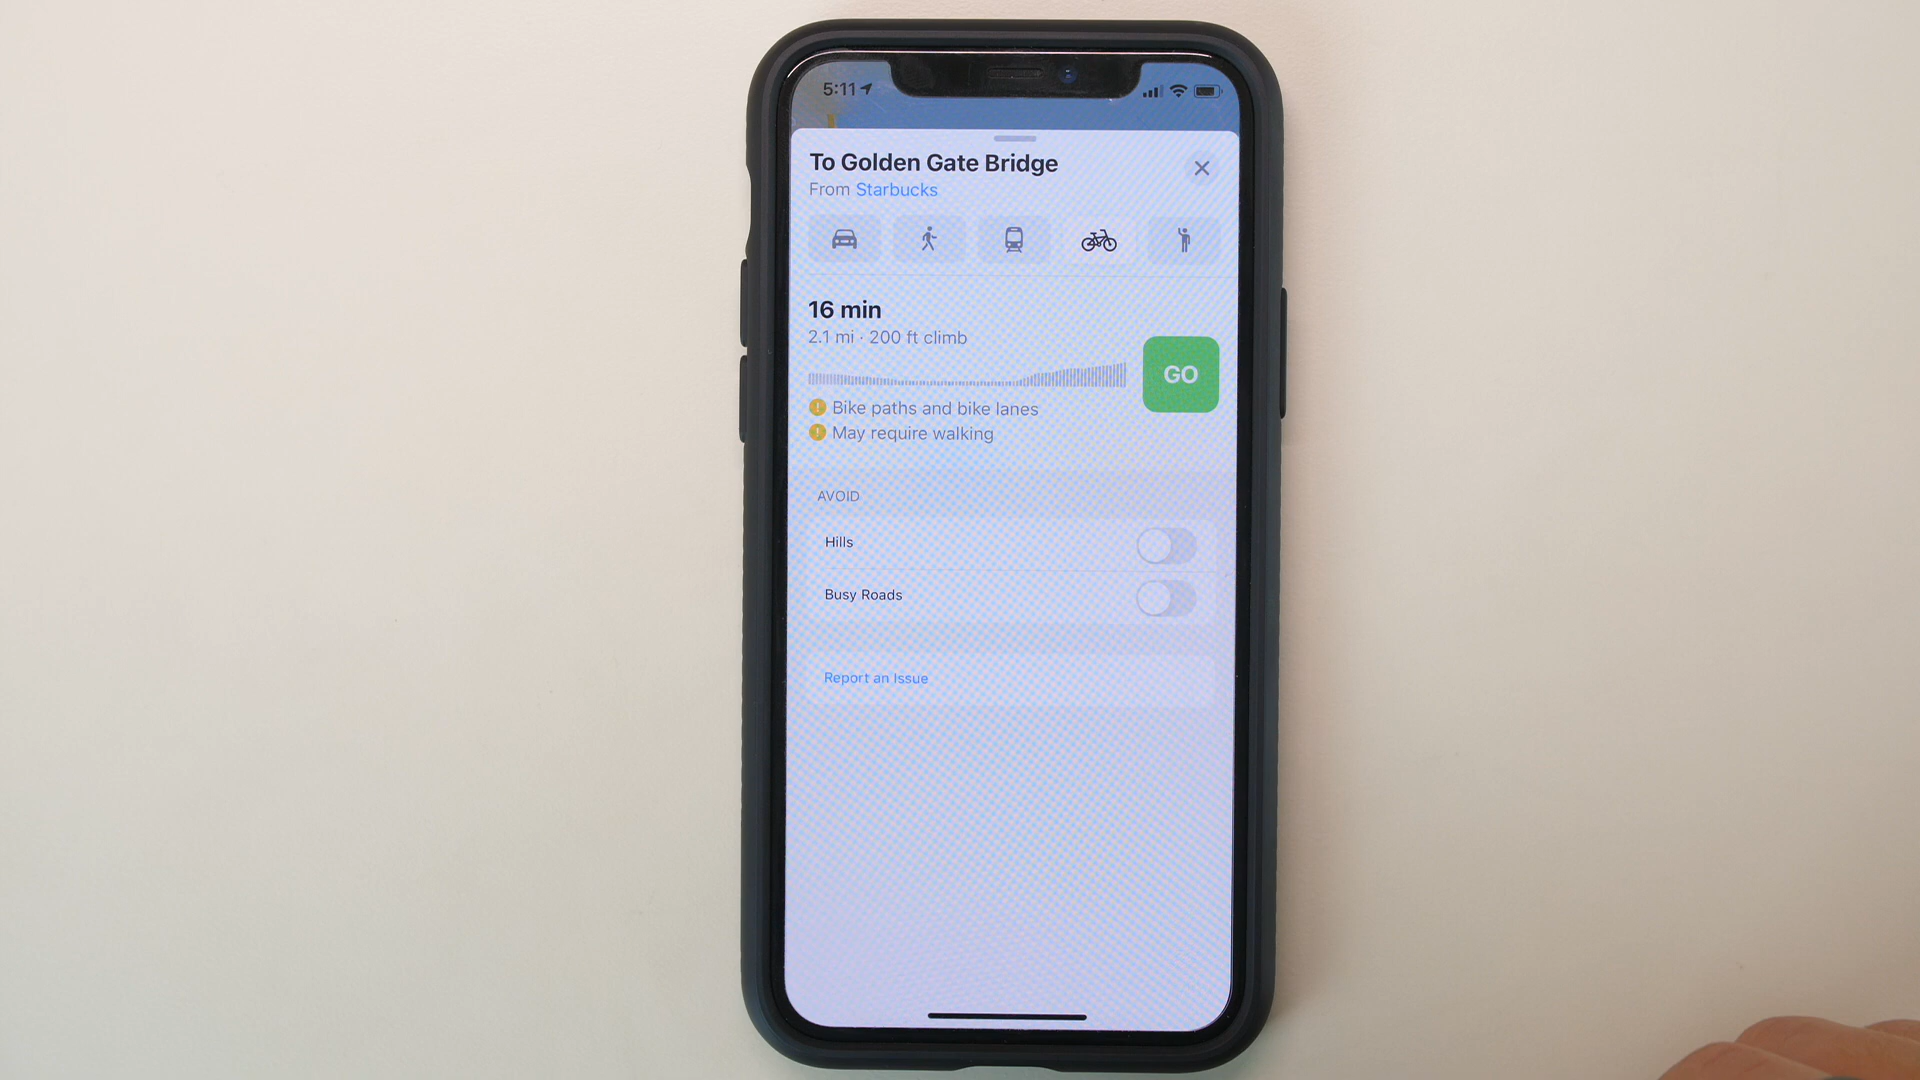 5:11
To Golden Gate Bridge
From Starbucks
16 min
2.1 mi · 200 ft climb
GO
Bike paths and bike lanes
May require walking
AVOID
Hills
Busy Roads
Report an Issue